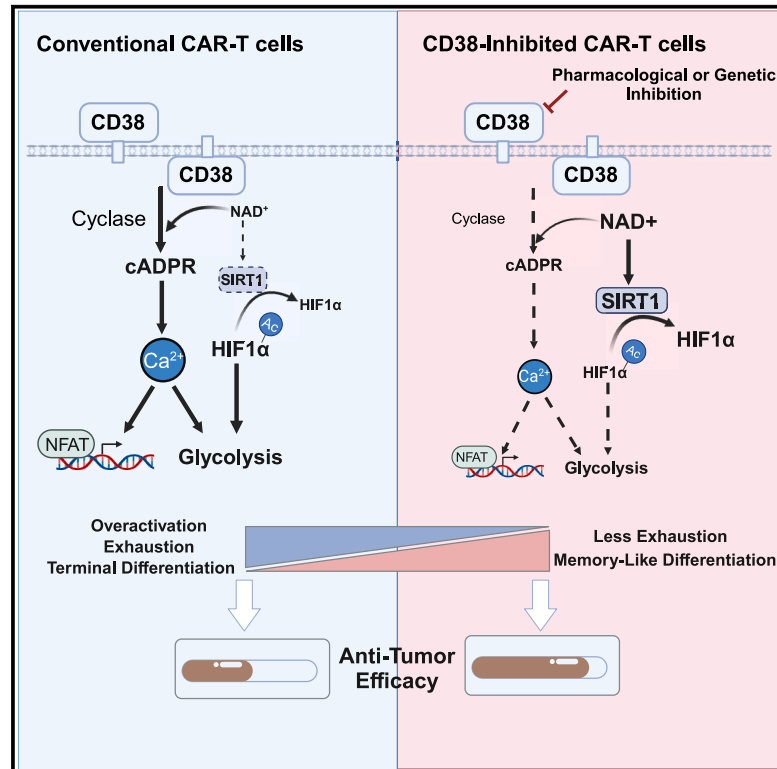 Conventional CAR-T cells
CD38
CD38
Cyclase
NAD⁺
cADPR
SIRT1
HIF1α
Ac
HIF1α
Ca²⁺
NFAT
Glycolysis
Overactivation
Exhaustion
Terminal Differentiation
CD38-Inhibited CAR-T cells
Pharmacological or Genetic
Inhibition
CD38
CD38
Cyclase
NAD+
cADPR
SIRT1
HIF1α
Ac
HIF1α
Ca²⁺
NFAT
Glycolysis
Less Exhaustion
Memory-Like Differentiation
Anti-Tumor
Efficacy